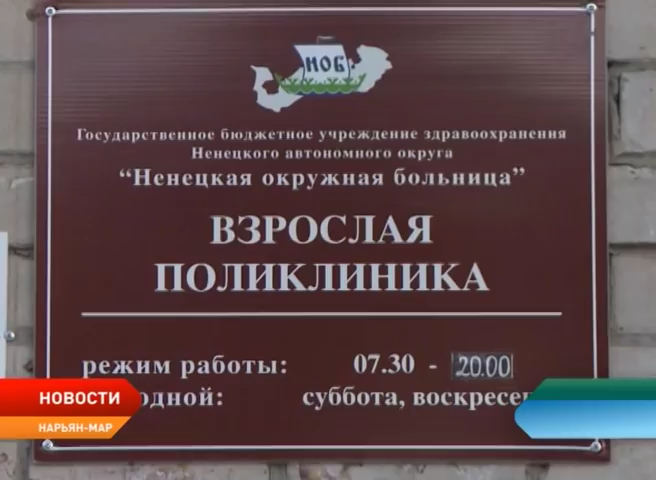 НОБ
Государственное бюджетное учреждение здравоохранения
Ненецкого автономного округа
“Ненецкая окружная больница”
ВЗРОСЛАЯ
ПОЛИКЛИНИКА
режим работы: 07.30 - 20.00
суббота,
НОВОСТИ
НАРЬЯН-МАР